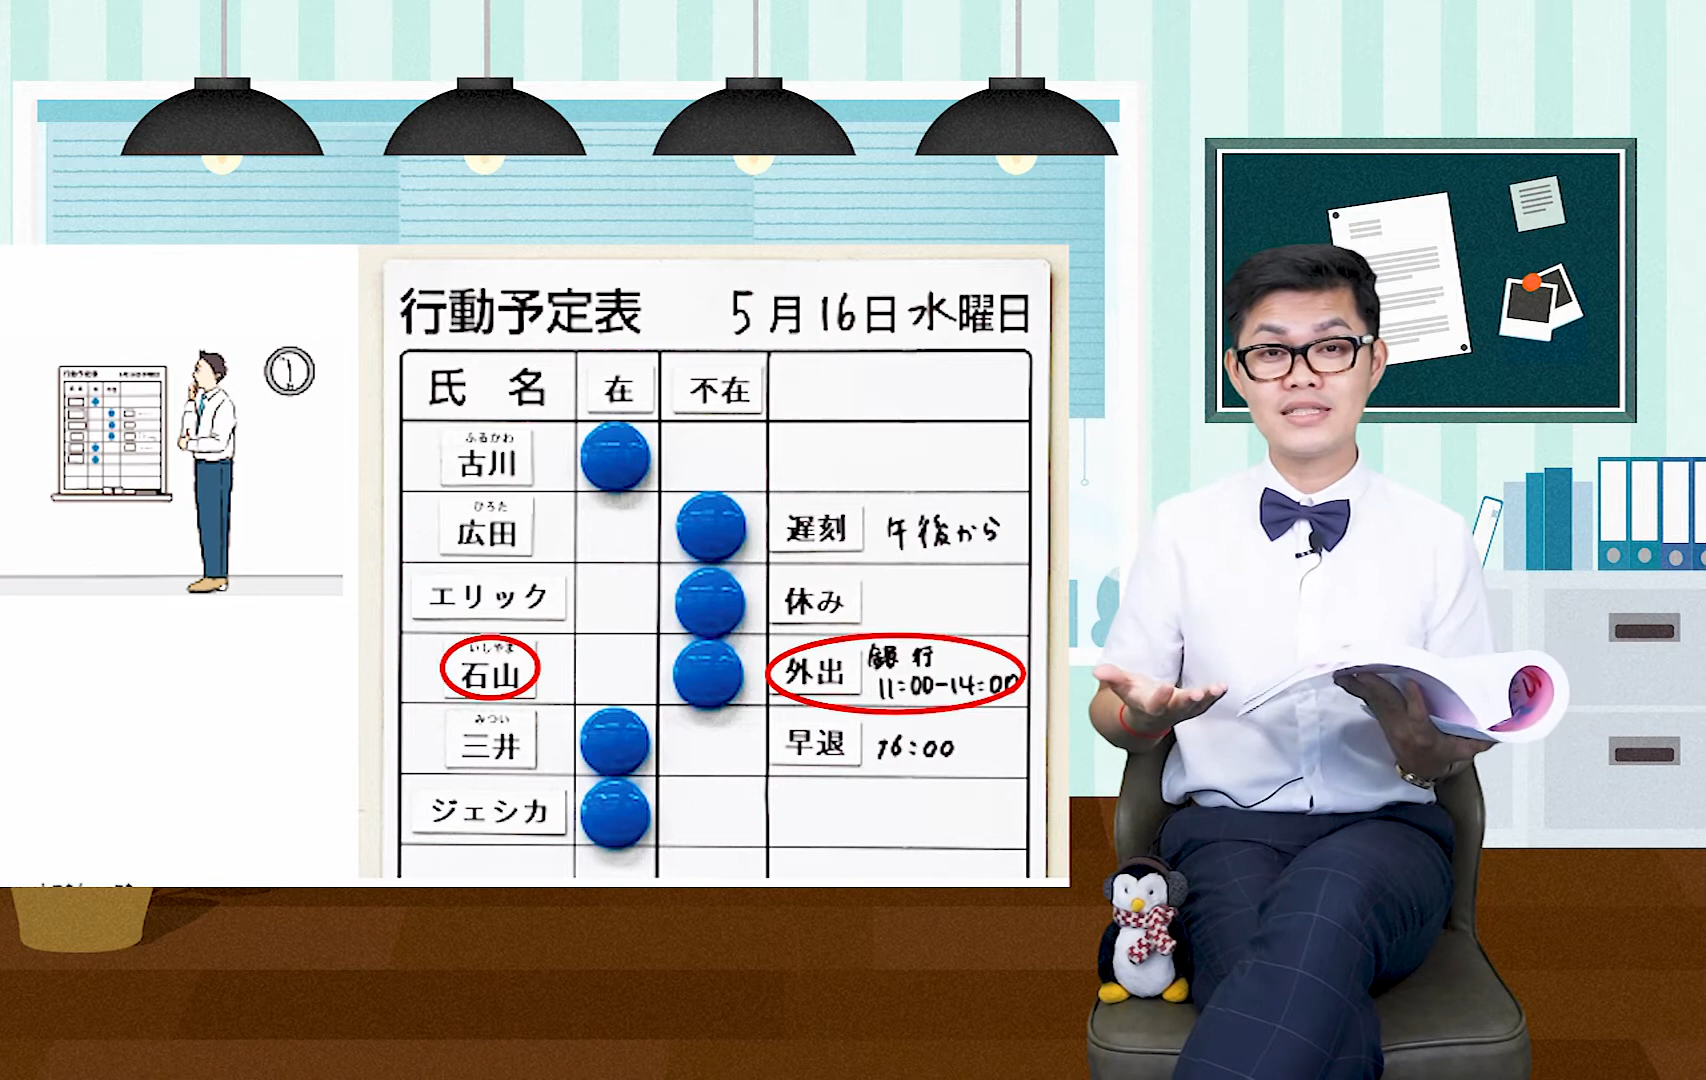 行動予定表 5月16日水曜日
氏 名 在 不在
ふるかわ
古川
ひろた
広田 遅刻 午後から
エリック 休み
いしやま
石山 外出 銀行
11:00-14:00
みつい
三井 早退 16:00
ジェシカ